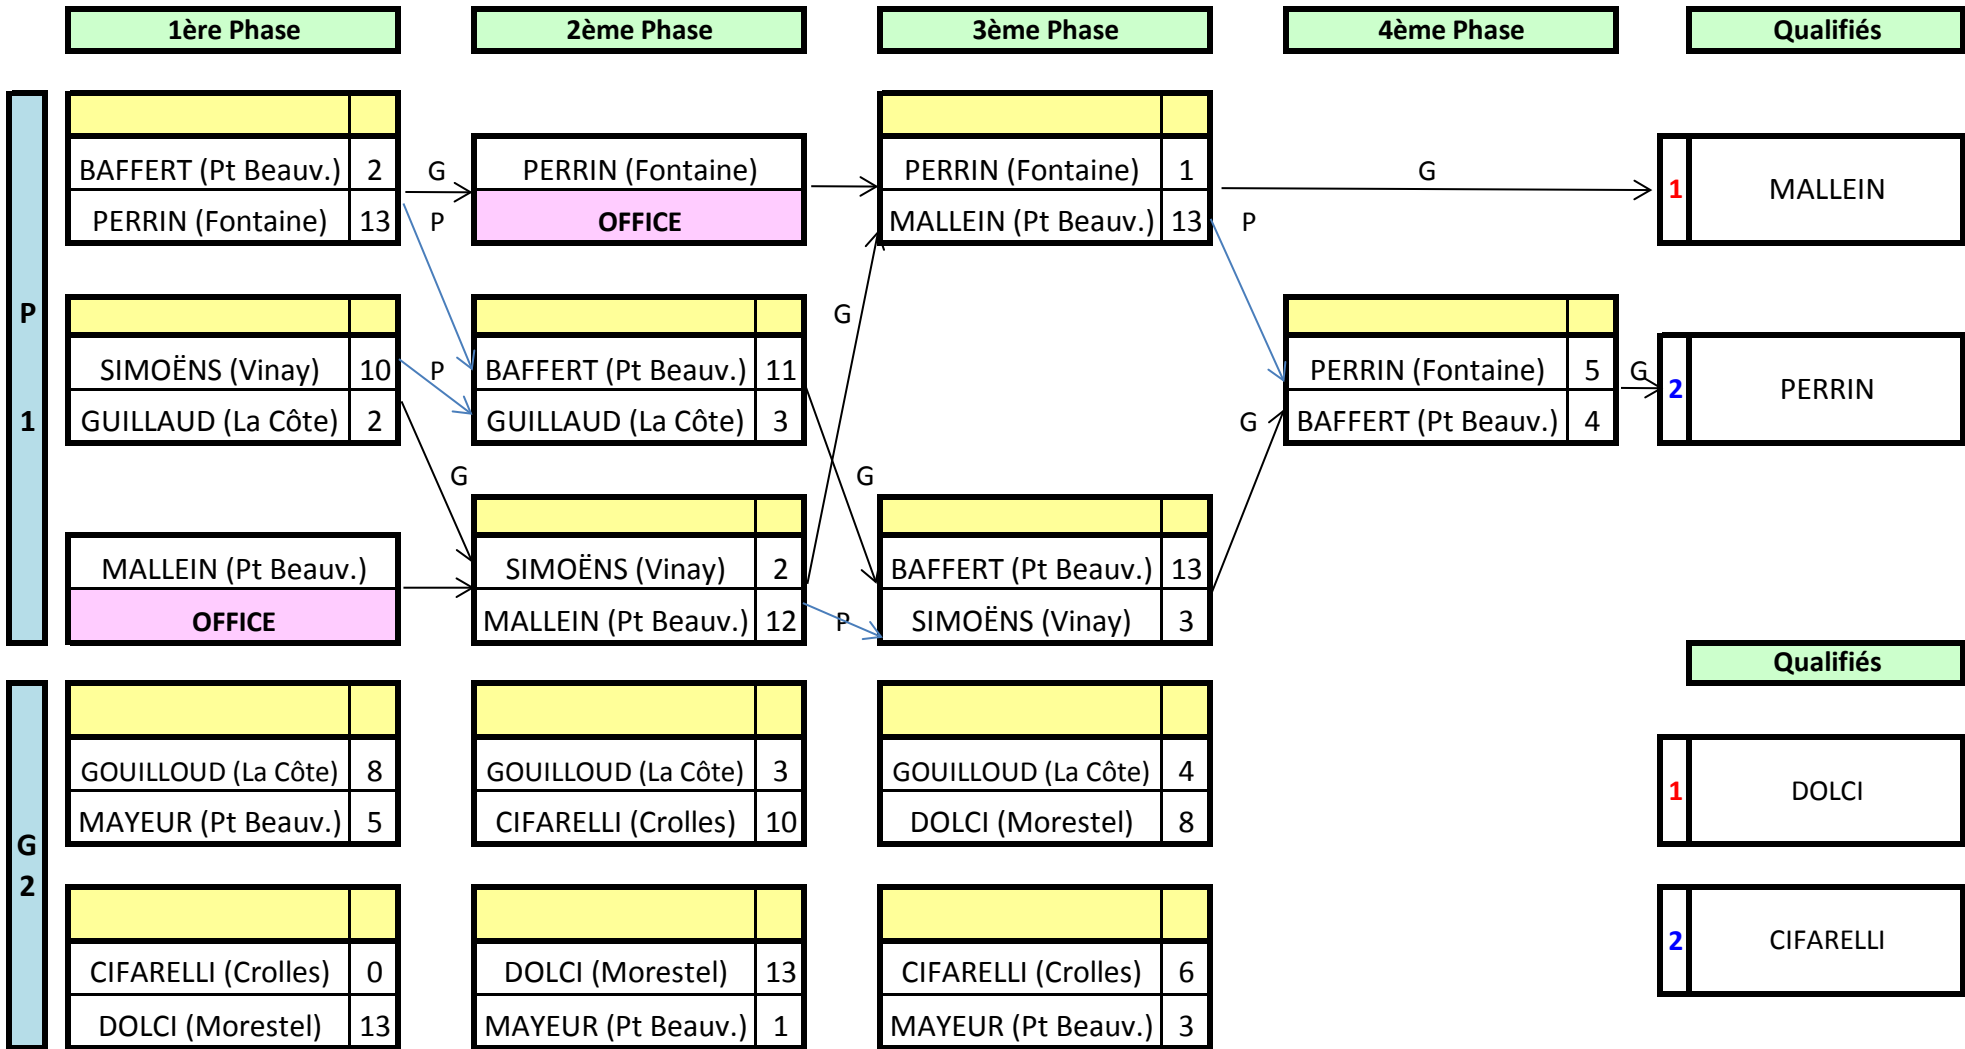 1ère Phase 2ème Phase 3ème Phase 4ème Phase Qualifiés
P 1
BAFFERT (Pt Beauv.) 2 G PERRIN (Fontaine) PERRIN (Fontaine) 1 G
PERRIN (Fontaine) 13 P OFFICE MALLEIN (Pt Beauv.) 13 P
1 MALLEIN
G
SIMOËNS (Vinay) 10 P BAFFERT (Pt Beauv.) 11 PERRIN (Fontaine) 5 G
GUILLAUD (La Côte) 2 GUILLAUD (La Côte) 3 G BAFFERT (Pt Beauv.) 4
2 PERRIN
G G
MALLEIN (Pt Beauv.) SIMOËNS (Vinay) 2 BAFFERT (Pt Beauv.) 13
OFFICE MALLEIN (Pt Beauv.) 12 P SIMOËNS (Vinay) 3
Qualifiés
G 2
GOUILLOUD (La Côte) 8 GOUILLOUD (La Côte) 3 GOUILLOUD (La Côte) 4
MAYEUR (Pt Beauv.) 5 CIFARELLI (Crolles) 10 DOLCI (Morestel) 8
1 DOLCI
CIFARELLI (Crolles) 0 DOLCI (Morestel) 13 CIFARELLI (Crolles) 6
DOLCI (Morestel) 13 MAYEUR (Pt Beauv.) 1 MAYEUR (Pt Beauv.) 3
2 CIFARELLI